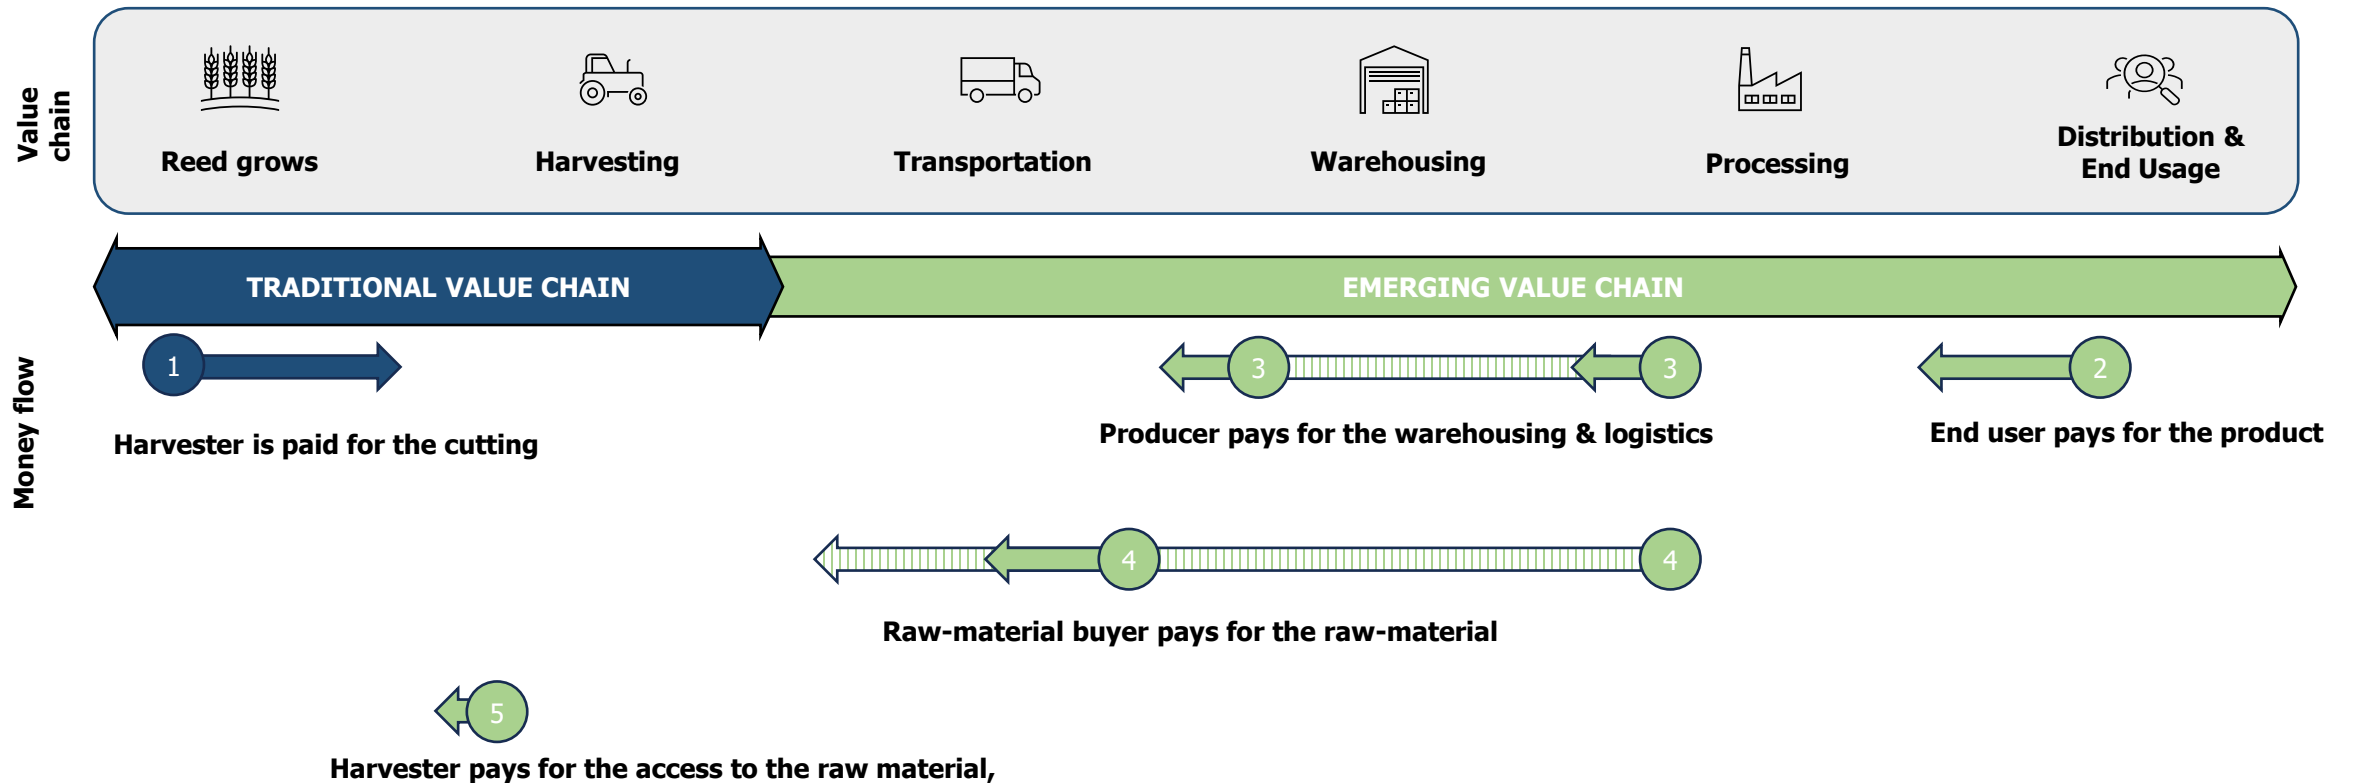 Value
chain
Reed grows
Harvesting
Transportation
Warehousing
Processing
Distribution &
End Usage
TRADITIONAL VALUE CHAIN
EMERGING VALUE CHAIN
Money flow
1
3
3
2
Harvester is paid for the cutting
Producer pays for the warehousing & logistics
End user pays for the product
4
4
Raw-material buyer pays for the raw-material
5
Harvester pays for the access to the raw material,